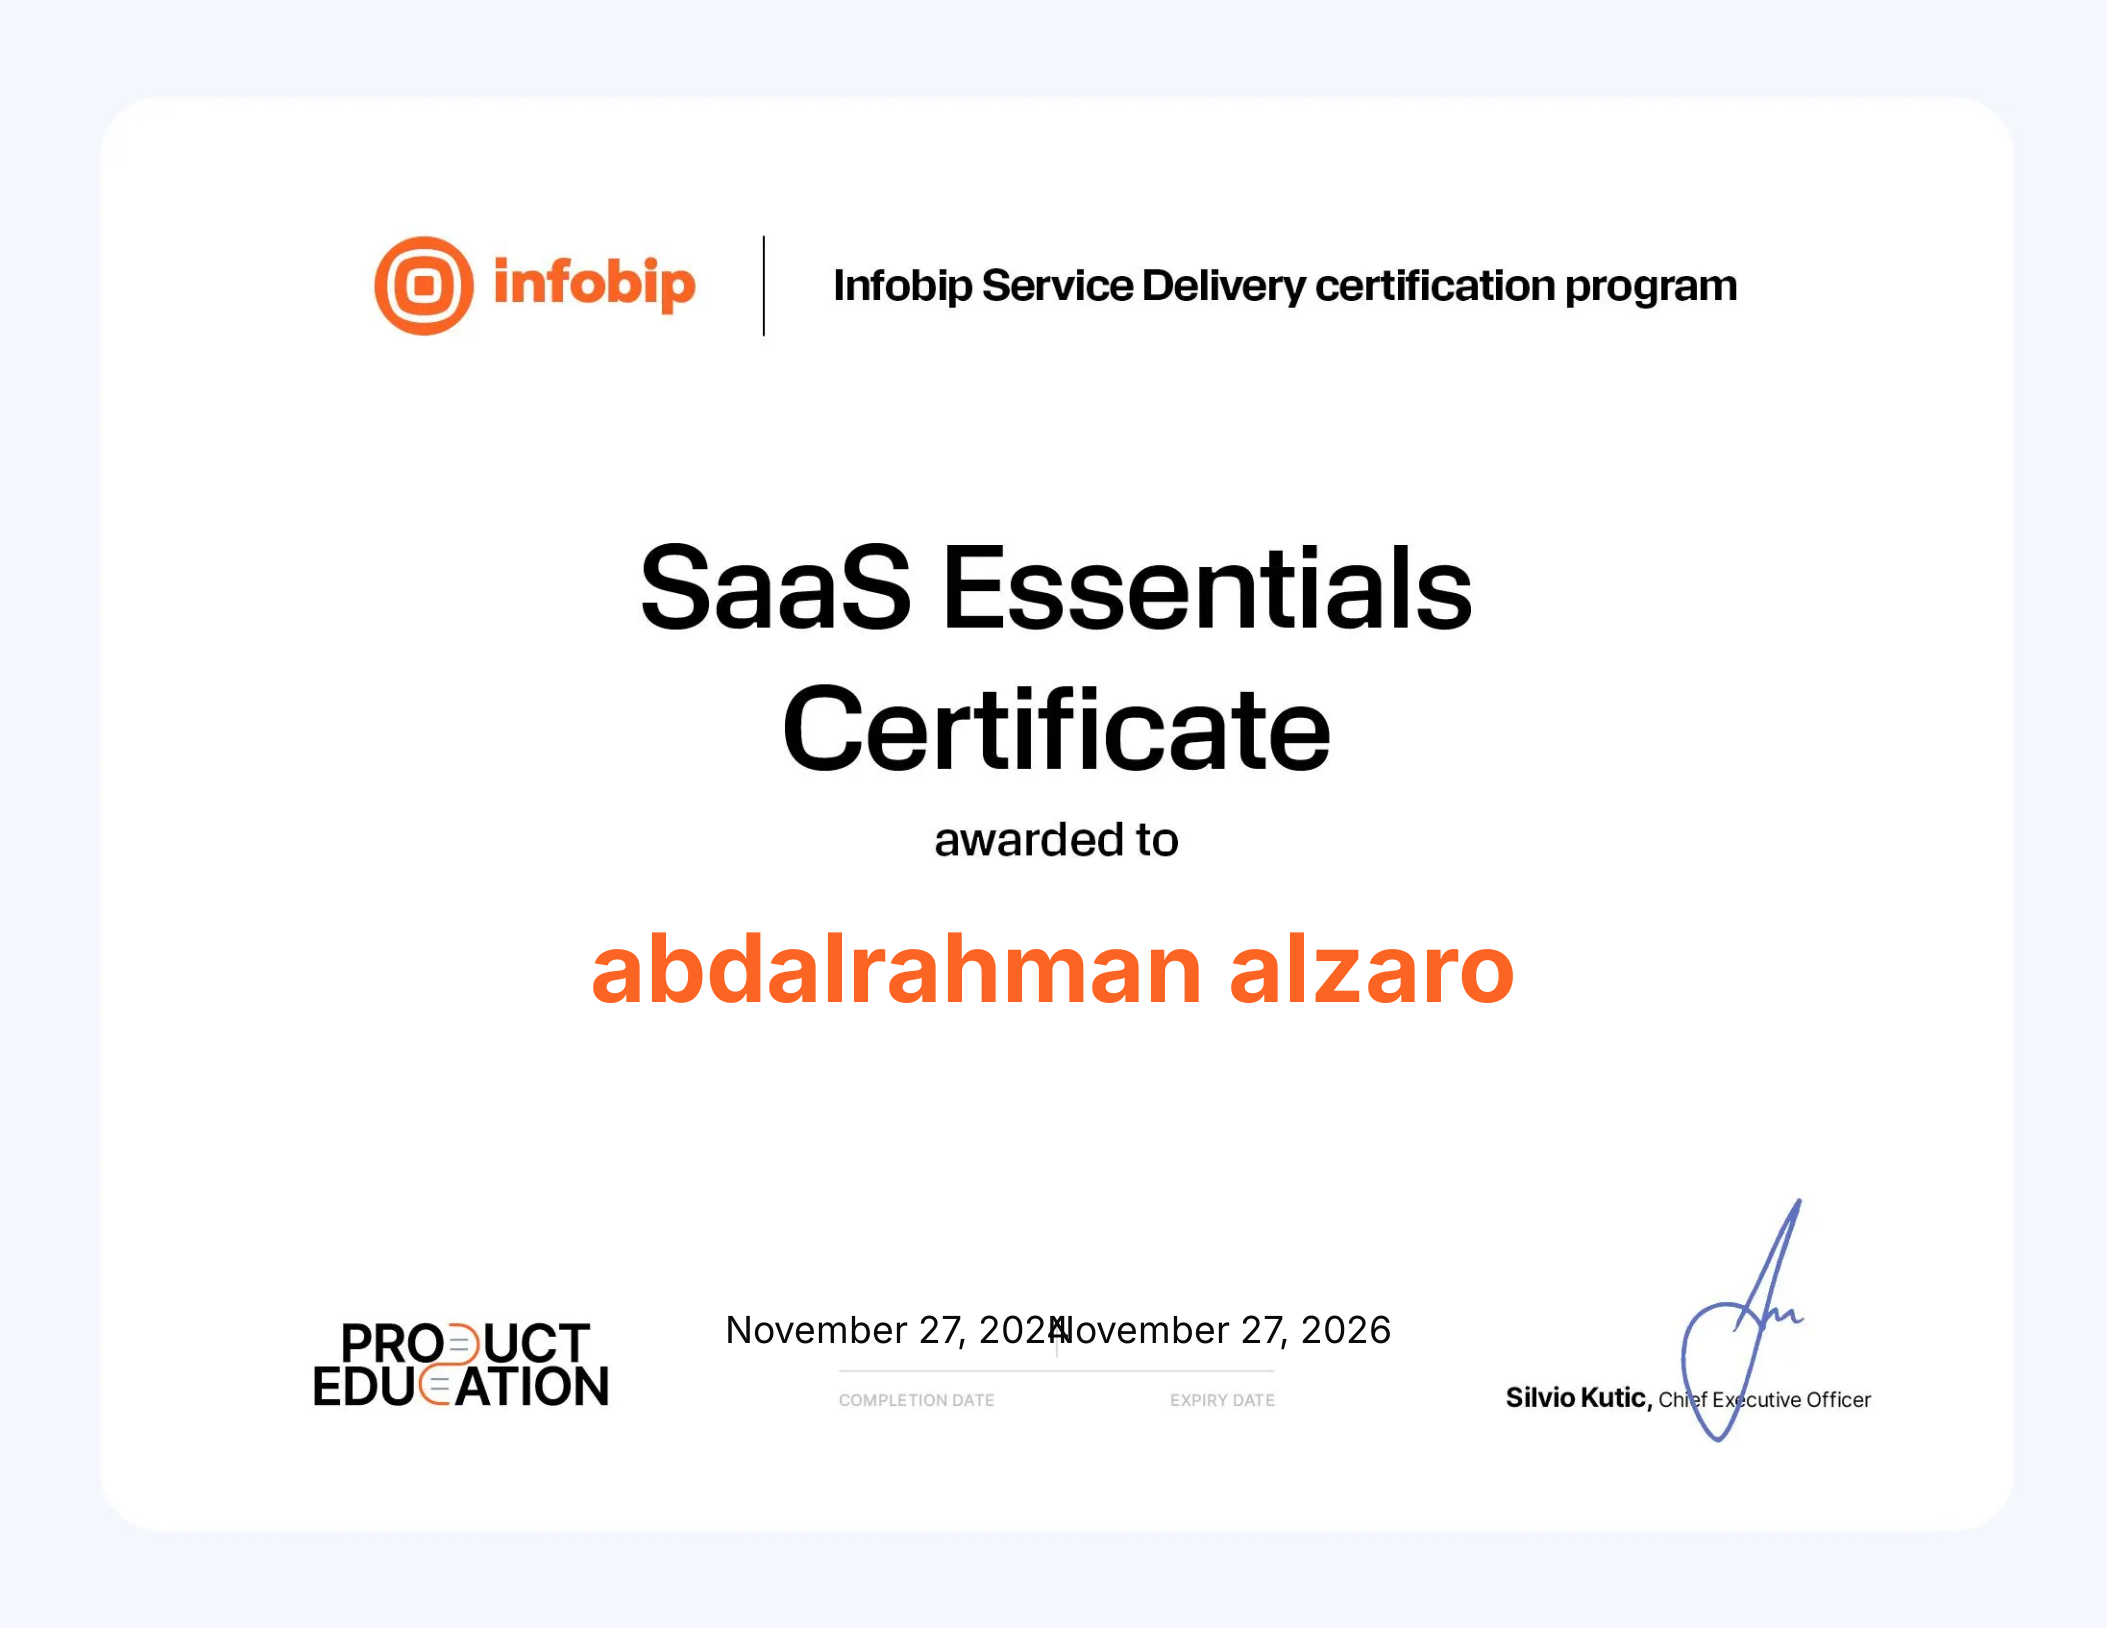 infobip
Infobip Service Delivery certification program
SaaS Essentials
Certificate
awarded to
abdalrahman alzaro
PRODUCT
EDUCATION
November 27, 2024
November 27, 2026
COMPLETION DATE
EXPIRY DATE
Silvio Kutic, Chief Executive Officer